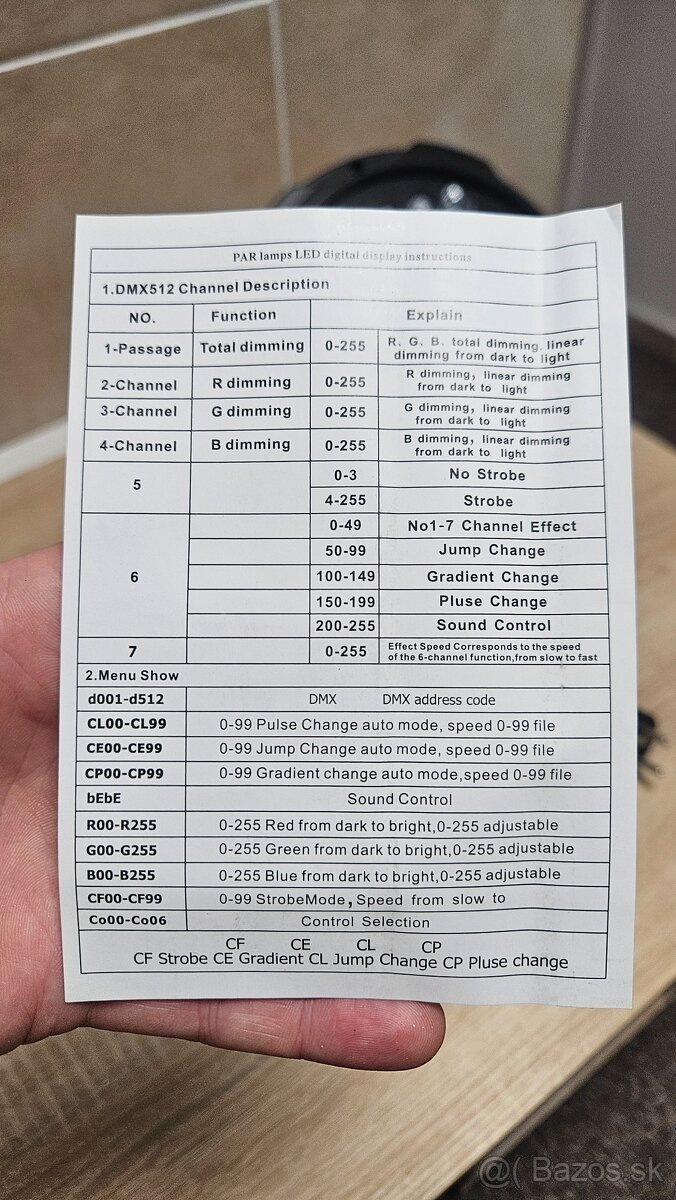 PAR lamps LED digital display instructions
1.DMX512 Channel Description
NO. Function Explain
1-Passage Total dimming 0-255 R、G、B、total dimming. linear
dimming from dark to light
2-Channel R dimming 0-255 R dimming, linear dimming
from dark to light
3-Channel G dimming 0-255 G dimming, linear dimming
from dark to light
4-Channel B dimming 0-255 B dimming, linear dimming
from dark to light
5 0-3 No Strobe
4-255 Strobe
6 0-49 No1-7 Channel Effect
50-99 Jump Change
100-149 Gradient Change
150-199 Pluse Change
200-255 Sound Control
7 0-255 Effect Speed Corresponds to the speed
of the 6-channel function,from slow to fast
2.Menu Show
d001-d512 DMX DMX address code
CL00-CL99 0-99 Pulse Change auto mode, speed 0-99 file
CE00-CE99 0-99 Jump Change auto mode, speed 0-99 file
CP00-CP99 0-99 Gradient change auto mode,speed 0-99 file
bEbE Sound Control
R00-R255 0-255 Red from dark to bright,0-255 adjustable
G00-G255 0-255 Green from dark to bright,0-255 adjustable
B00-B255 0-255 Blue from dark to bright,0-255 adjustable
CF00-CF99 0-99 StrobeMode, Speed from slow to
Co00-Co06 Control Selection
CF CE CL CP
CF Strobe CE Gradient CL Jump Change CP Pluse change
@( Bazos.sk